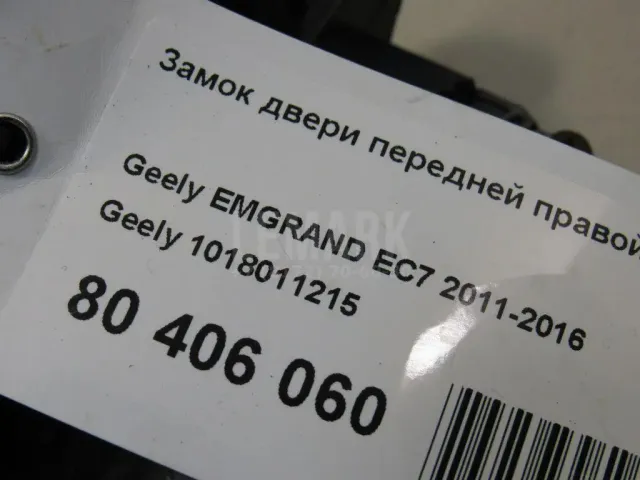 Замок двери передней правой
Geely EMGRAND EC7 2011-2016
Geely 1018011215
80 406 060